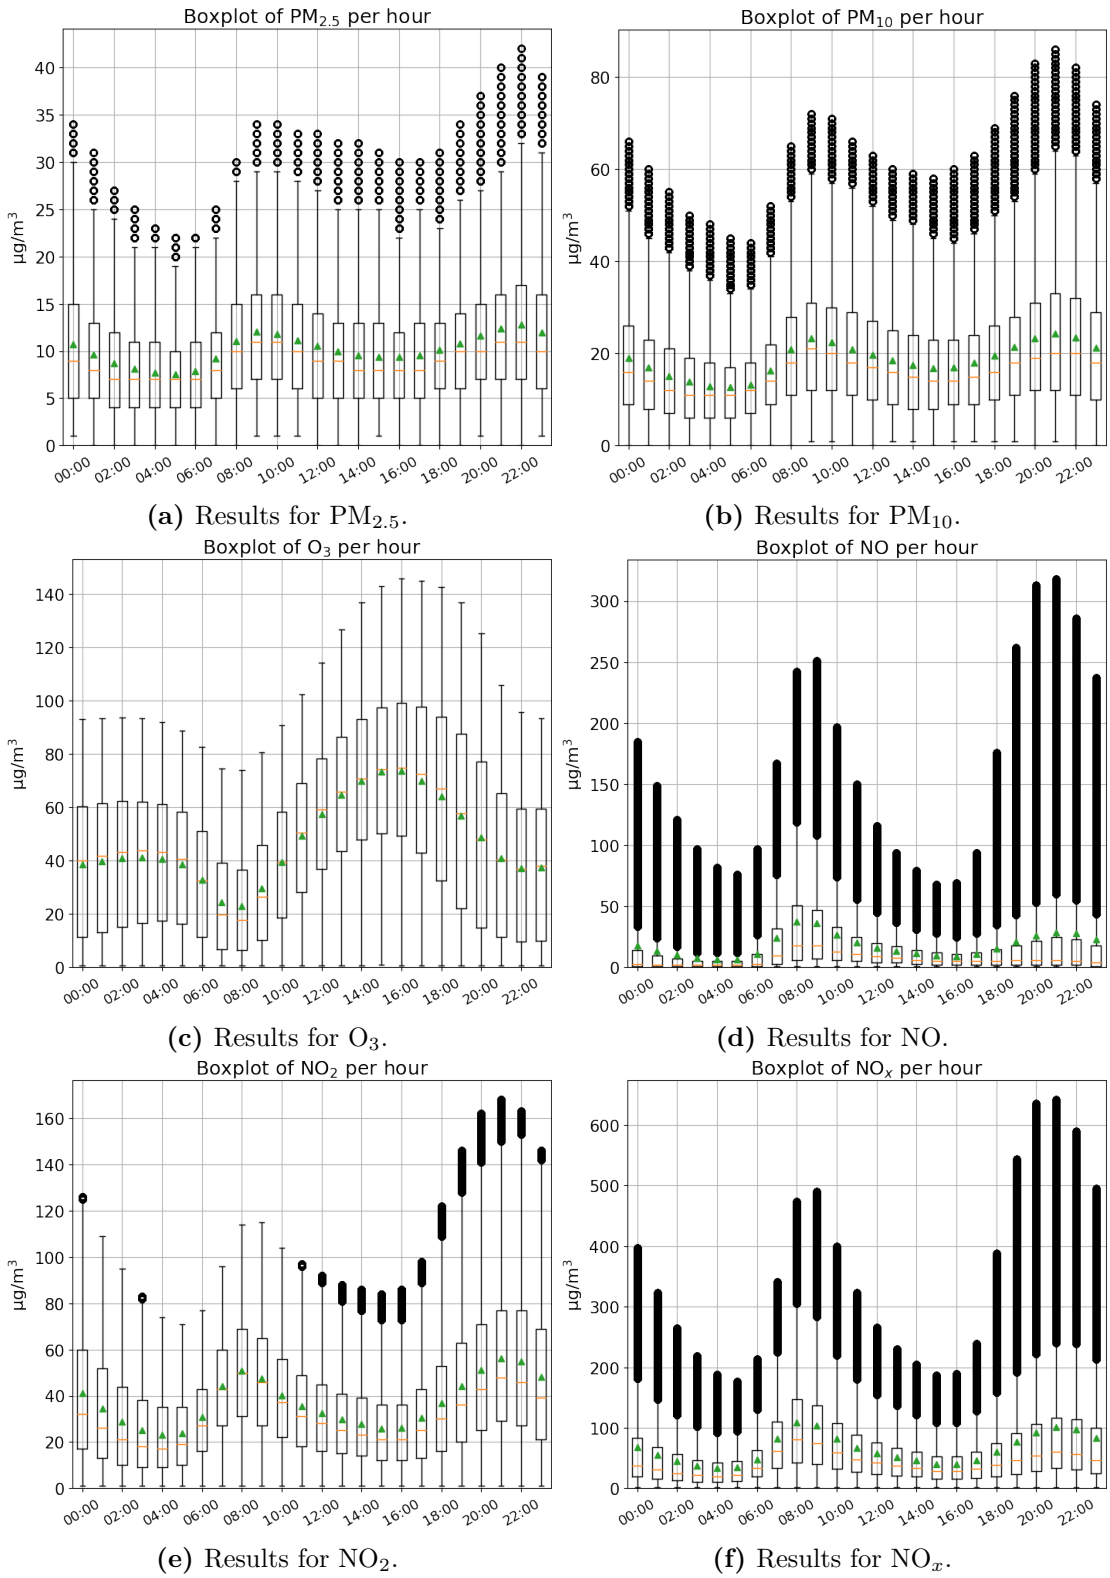 Boxplot of PM2.5 per hour
Boxplot of PM10 per hour
40
35
30
25
20
15
10
5
0
µg/m3
00:00 02:00 04:00 06:00 08:00 10:00 12:00 14:00 16:00 18:00 20:00 22:00
80
60
40
20
0
µg/m3
00:00 02:00 04:00 06:00 08:00 10:00 12:00 14:00 16:00 18:00 20:00 22:00
(a) Results for PM2.5.
(b) Results for PM10.
Boxplot of O3 per hour
Boxplot of NO per hour
140
120
100
80
60
40
20
0
µg/m3
00:00 02:00 04:00 06:00 08:00 10:00 12:00 14:00 16:00 18:00 20:00 22:00
300
250
200
150
100
50
0
µg/m3
00:00 02:00 04:00 06:00 08:00 10:00 12:00 14:00 16:00 18:00 20:00 22:00
(c) Results for O3.
(d) Results for NO.
Boxplot of NO2 per hour
Boxplot of NOx per hour
160
140
120
100
80
60
40
20
0
µg/m3
00:00 02:00 04:00 06:00 08:00 10:00 12:00 14:00 16:00 18:00 20:00 22:00
600
500
400
300
200
100
0
µg/m3
00:00 02:00 04:00 06:00 08:00 10:00 12:00 14:00 16:00 18:00 20:00 22:00
(e) Results for NO2.
(f) Results for NOx.